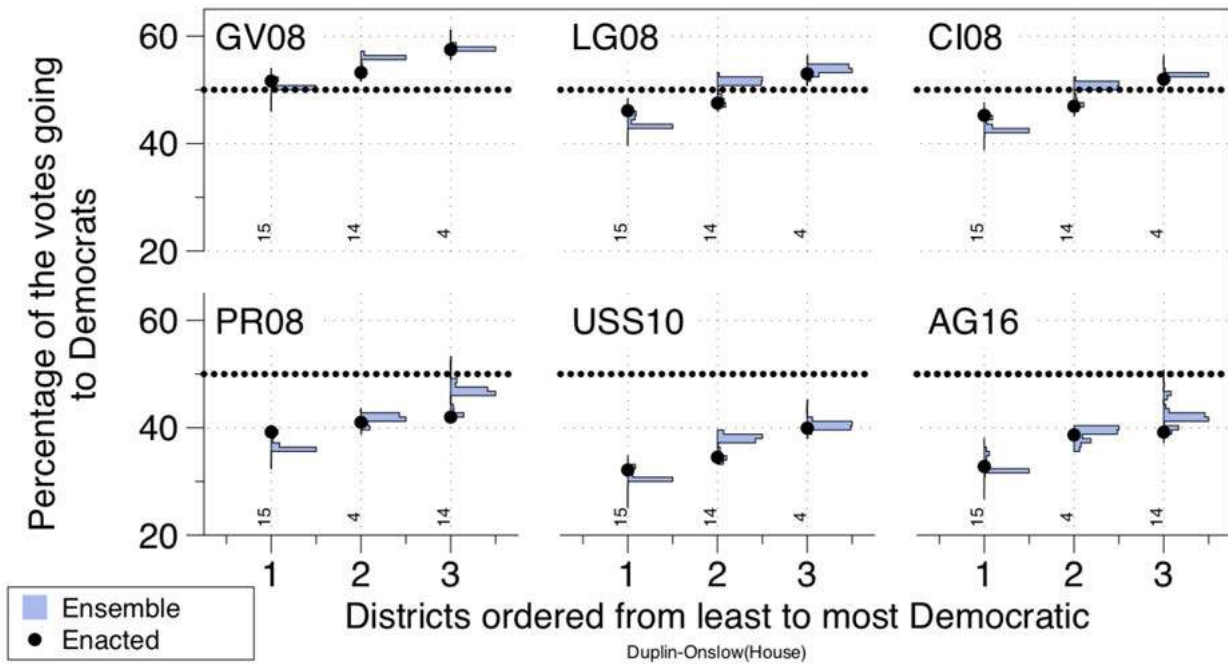 Percentage of the votes going
to Democrats
60
40
20
GV08
15
14
4
LG08
15
14
4
CI08
15
14
4
60
40
20
PR08
15
4
14
USS10
15
14
4
AG16
15
4
14
1 2 3 1 2 3 1 2 3
Ensemble
Enacted
Districts ordered from least to most Democratic
Duplin-Onslow(House)